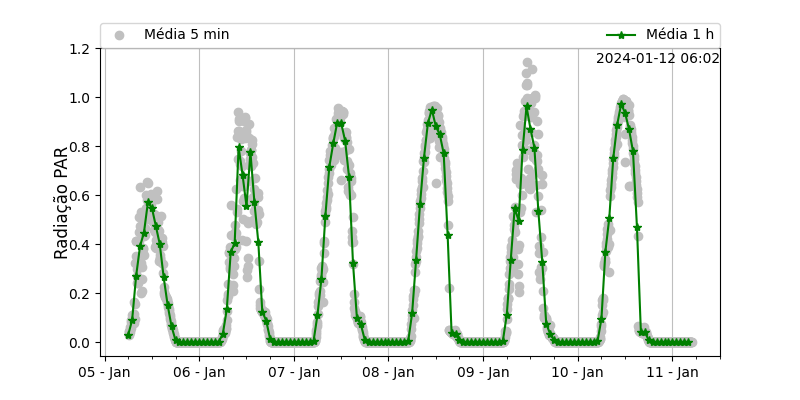 Média 5 min
Média 1 h
2024-01-12 06:02
Radiação PAR
1.2
1.0
0.8
0.6
0.4
0.2
0.0
05 - Jan
06 - Jan
07 - Jan
08 - Jan
09 - Jan
10 - Jan
11 - Jan